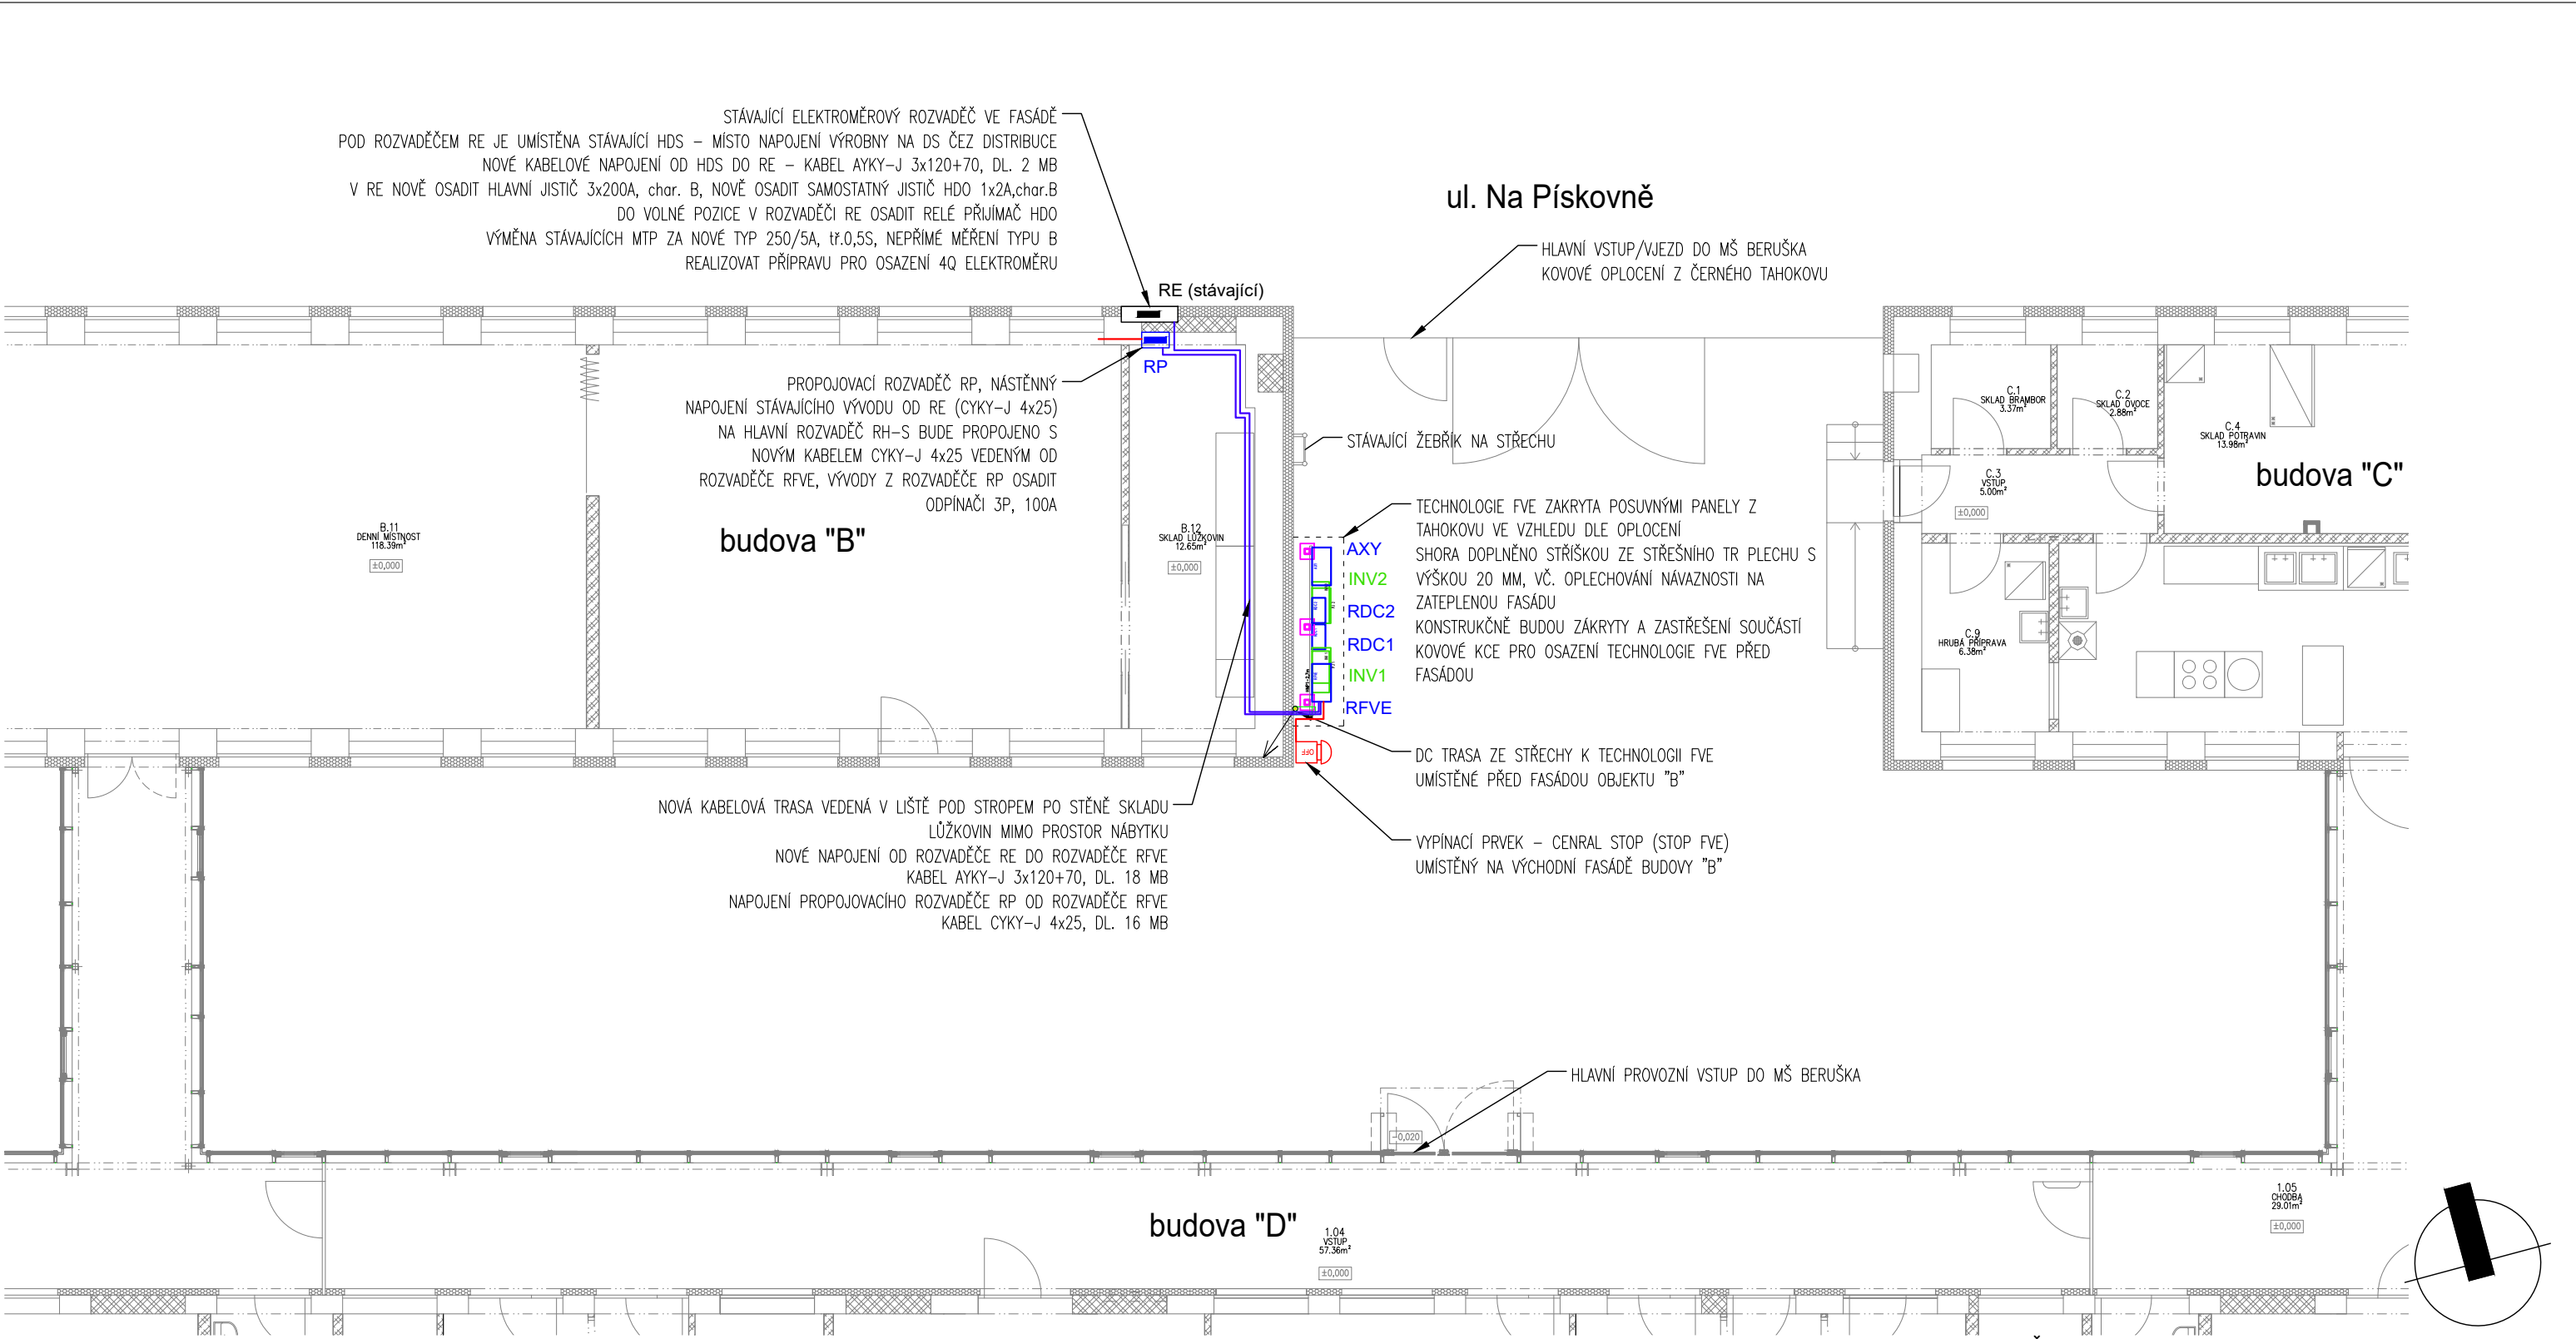 STÁVAJÍCÍ ELEKTROMĚROVÝ ROZVADĚČ VE FASÁDĚ
POD ROZVADĚČEM RE JE UMÍSTĚNA STÁVAJÍCÍ HDS – MÍSTO NAPOJENÍ VÝROBNY NA DS ČEZ DISTRIBUCE
NOVÉ KABELOVÉ NAPOJENÍ OD HDS DO RE – KABEL AYKY–J 3x120+70, DL. 2 MB
V RE NOVĚ OSADIT HLAVNÍ JISTIČ 3x200A, char. B, NOVĚ OSADIT SAMOSTATNÝ JISTIČ HDO 1x2A,char.B
DO VOLNÉ POZICE V ROZVADĚČI RE OSADIT RELÉ PŘIJÍMAČ HDO
VÝMĚNA STÁVAJÍCÍCH MTP ZA NOVÉ TYP 250/5A, tř.0,5S, NEPŘÍMÉ MĚŘENÍ TYPU B
REALIZOVAT PŘÍPRAVU PRO OSAZENÍ 4Q ELEKTROMĚRU
ul. Na Pískovně
HLAVNÍ VSTUP/VJEZD DO MŠ BERUŠKA
KOVOVÉ OPLOCENÍ Z ČERNÉHO TAHOKOVU
RE (stávající)
RP
PROPOJOVACÍ ROZVADĚČ RP, NÁSTĚNNÝ
NAPOJENÍ STÁVAJÍCÍHO VÝVODU OD RE (CYKY–J 4x25)
NA HLAVNÍ ROZVADĚČ RH–S BUDE PROPOJENO S
NOVÝM KABELEM CYKY–J 4x25 VEDENÝM OD
ROZVADĚČE RFVE, VÝVODY Z ROZVADĚČE RP OSADIT
ODPÍNAČI 3P, 100A
STÁVAJÍCÍ ŽEBŘÍK NA STŘECHU
C.1
SKLAD BRAMBOR
3.37m²
C.2
SKLAD OVOCE
2.88m²
C.4
SKLAD POTRAVIN
13.98m²
C.3
VSTUP
5.00m²
±0,000
budova "C"
B.11
DENNÍ MÍSTNOST
118.39m²
±0,000
budova "B"
B.12
SKLAD LŮŽKOVIN
12.65m²
±0,000
AXY
INV2
RDC2
RDC1
INV1
RFVE
TECHNOLOGIE FVE ZAKRYTA POSUVNÝMI PANELY Z
TAHOKOVU VE VZHLEDU DLE OPLOCENÍ
SHORA DOPLNĚNO STŘÍŠKOU ZE STŘEŠNÍHO TR PLECHU S
VÝŠKOU 20 MM, VČ. OPLECHOVÁNÍ NÁVAZNOSTI NA
ZATEPLENOU FASÁDU
KONSTRUKČNĚ BUDOU ZÁKRYTY A ZASTŘEŠENÍ SOUČÁSTÍ
KOVOVÉ KCE PRO OSAZENÍ TECHNOLOGIE FVE PŘED
FASÁDOU
C.9
HRUBÁ PŘÍPRAVA
6.38m²
OFF
DC TRASA ZE STŘECHY K TECHNOLOGII FVE
UMÍSTĚNÉ PŘED FASÁDOU OBJEKTU "B"
NOVÁ KABELOVÁ TRASA VEDENÁ V LIŠTĚ POD STROPEM PO STĚNĚ SKLADU
LŮŽKOVIN MIMO PROSTOR NÁBYTKU
NOVÉ NAPOJENÍ OD ROZVADĚČE RE DO ROZVADĚČE RFVE
KABEL AYKY–J 3x120+70, DL. 18 MB
NAPOJENÍ PROPOJOVACÍHO ROZVADĚČE RP OD ROZVADĚČE RFVE
KABEL CYKY–J 4x25, DL. 16 MB
VYPÍNACÍ PRVEK – CENRAL STOP (STOP FVE)
UMÍSTĚNÝ NA VÝCHODNÍ FASÁDĚ BUDOVY "B"
HLAVNÍ PROVOZNÍ VSTUP DO MŠ BERUŠKA
-0,020
budova "D"
1.04
VSTUP
57.36m²
±0,000
1.05
CHODBA
29.01m²
±0,000